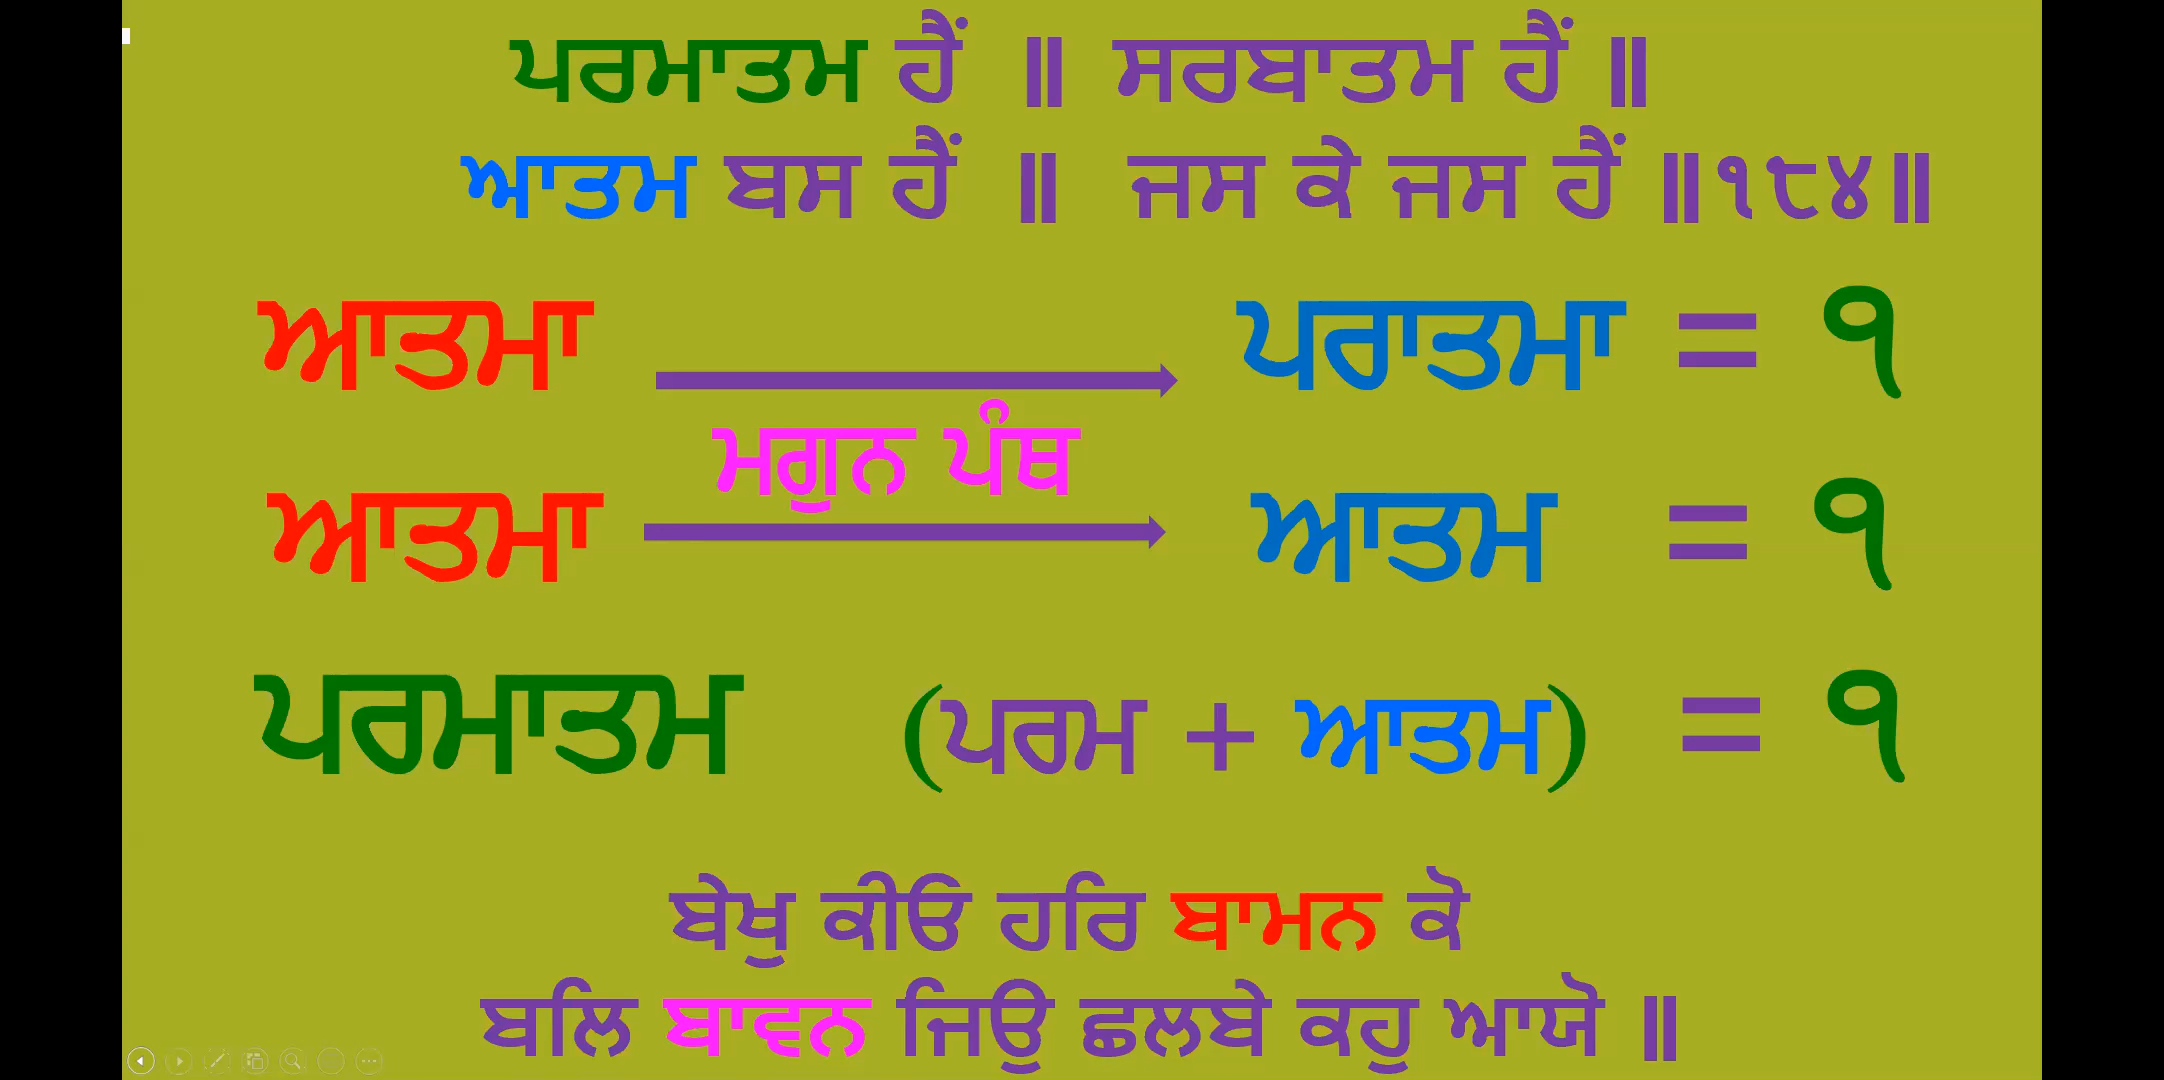 ਪਰਮਾਤਮ ਹੈਂ ॥ ਸਰਬਾਤਮ ਹੈਂ ॥
ਆਤਮ ਬਸ ਹੈਂ ॥ ਜਸ ਕੇ ਜਸ ਹੈਂ ॥੧੮੪॥
ਆਤਮਾ ਪਰਾਤਮਾ = ੧
ਮਗੁਨ ਪੰਥ
ਆਤਮਾ ਆਤਮ = ੧
ਪਰਮਾਤਮ (ਪਰਮ + ਆਤਮ) = ੧
ਬੇਖੁ ਕੀਓ ਹਰਿ ਬਾਮਨ ਕੋ
ਬਲਿ ਬਾਵਨ ਜਿਉ ਛਲਬੇ ਕਹੁ ਆਯੋ ॥